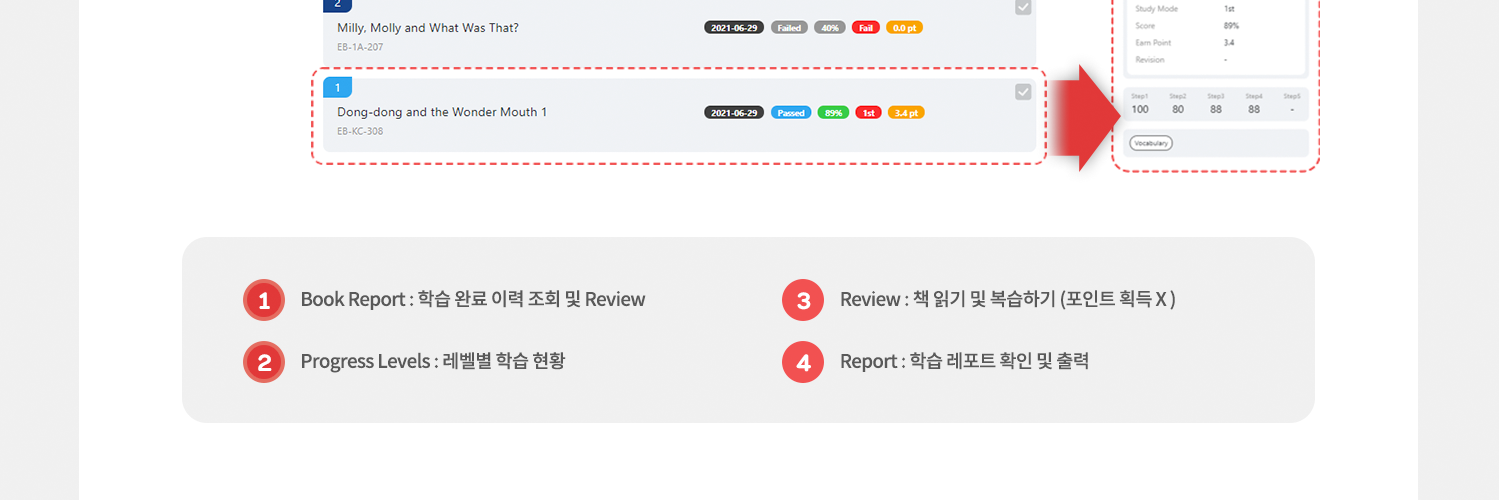 2
Milly, Molly and What Was That?
2021-06-29 Failed 40% Fail 0.0 pt
EB-1A-207
1
Dong-dong and the Wonder Mouth 1
2021-06-29 Passed 89% 1st 3.4 pt
EB-KC-308
Study Mode 1st
Score 89%
Earn Point 3.4
Revision -
Step1 Step2 Step3 Step4 Step5
100 80 88 88 -
Vocabulary
1 Book Report : 학습 완료 이력 조회 및 Review
2 Progress Levels : 레벨별 학습 현황
3 Review : 책 읽기 및 복습하기 (포인트 획득 X )
4 Report : 학습 레포트 확인 및 출력